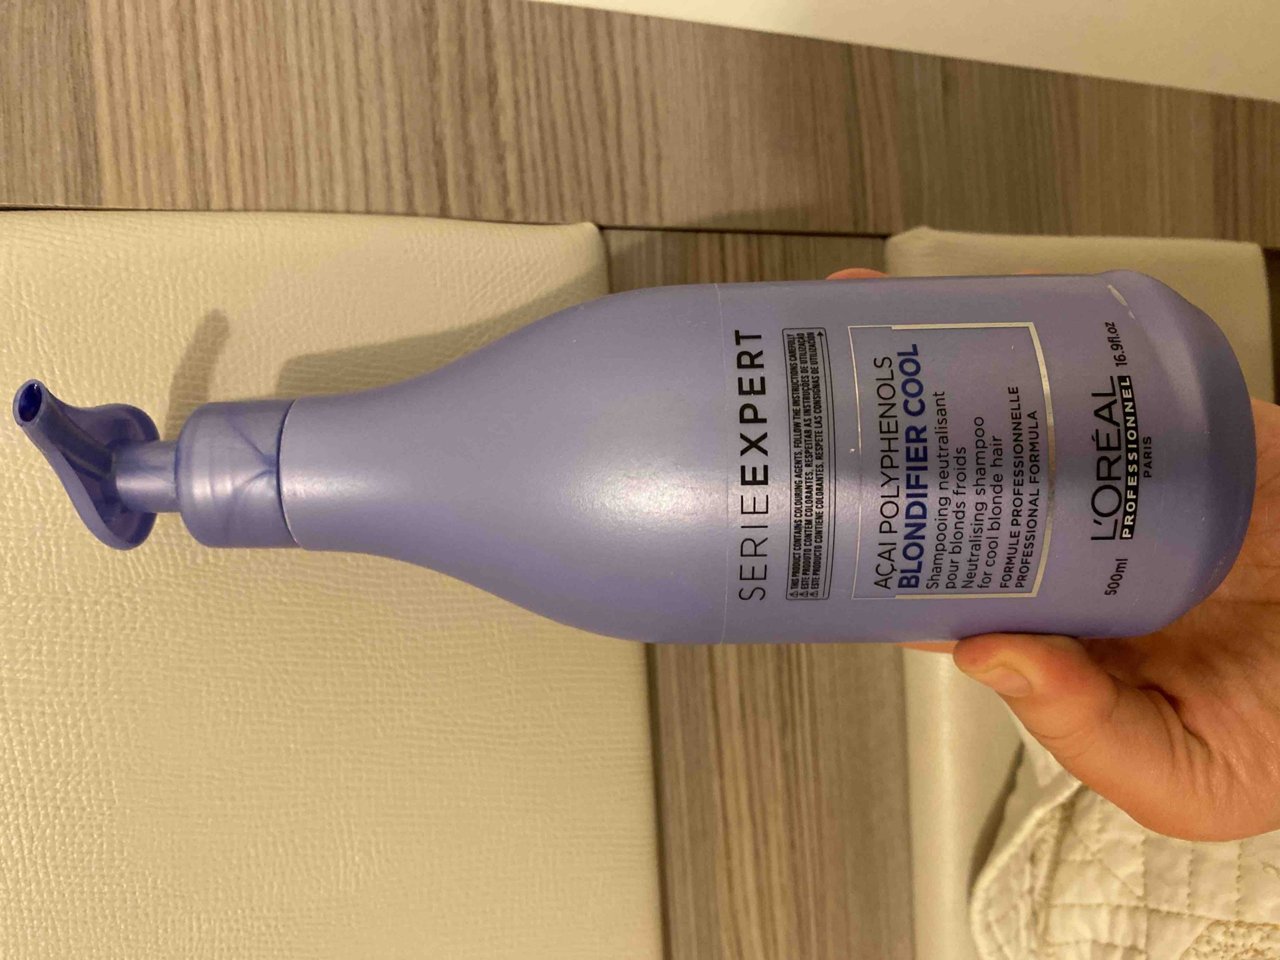 SERIE EXPERT
⚠ THIS PRODUCT CONTAINS COLOURING AGENTS. FOLLOW THE INSTRUCTIONS CAREFULLY
⚠ ESTE PRODUTO CONTÉM COLORANTES. RESPEITAR AS INSTRUÇÕES DE UTILIZAÇÃO
⚠ ESTE PRODUCTO CONTIENE COLORANTES. RESPETE LAS CONSIGNAS DE UTILIZACIÓN
AÇAI POLYPHENOLS
BLONDIFIER COOL
Shampooing neutralisant
pour blonds froids
Neutralising shampoo
for cool blonde hair
FORMULE PROFESSIONNELLE
PROFESSIONAL FORMULA
500ml L'ORÉAL 16.9fl.oz
PROFESSIONNEL
PARIS